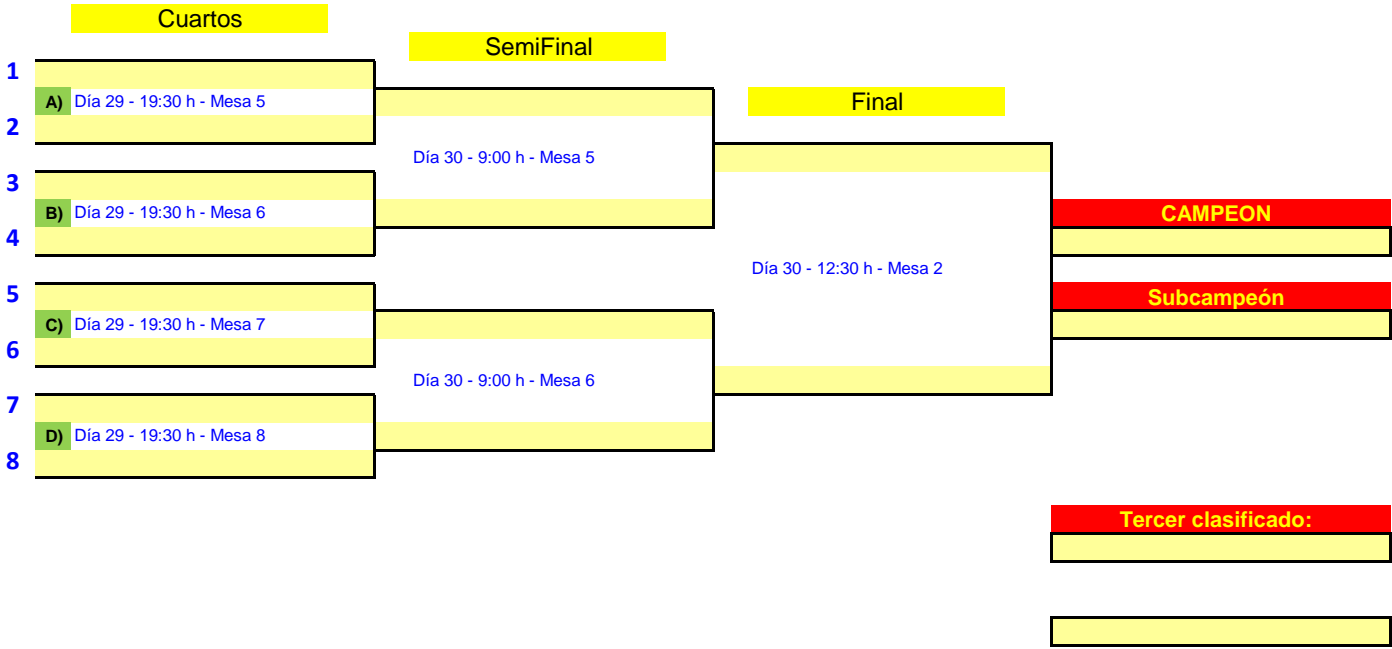 Cuartos
SemiFinal
Final
1
A) Día 29 - 19:30 h - Mesa 5
2
Día 30 - 9:00 h - Mesa 5
3
B) Día 29 - 19:30 h - Mesa 6
4
Día 30 - 12:30 h - Mesa 2
CAMPEON
Subcampeón
5
C) Día 29 - 19:30 h - Mesa 7
6
Día 30 - 9:00 h - Mesa 6
7
D) Día 29 - 19:30 h - Mesa 8
8
Tercer clasificado: